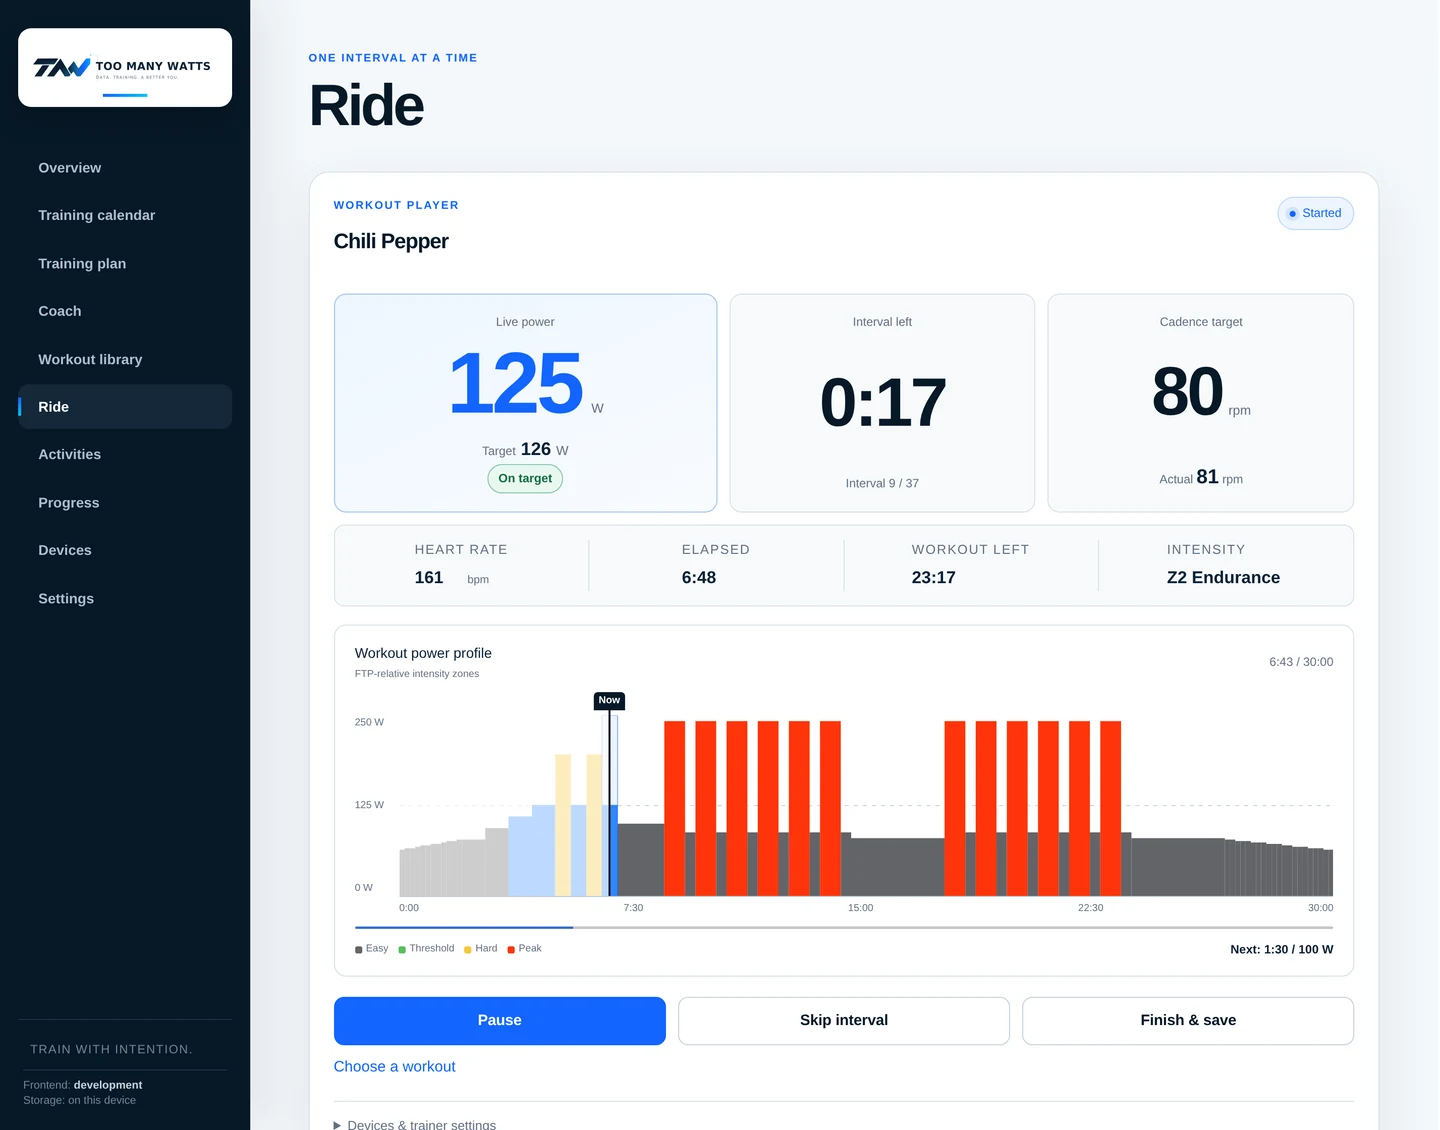 TOO MANY WATTS
DATA. TRAINING. A BETTER YOU.
Overview
Training calendar
Training plan
Coach
Workout library
Ride
Activities
Progress
Devices
Settings
TRAIN WITH INTENTION.
Frontend: development
Storage: on this device
ONE INTERVAL AT A TIME
Ride
WORKOUT PLAYER
Started
Chili Pepper
Live power
125 W
Target 126 W
On target
Interval left
0:17
Interval 9 / 37
Cadence target
80 rpm
Actual 81 rpm
HEART RATE
161 bpm
ELAPSED
6:48
WORKOUT LEFT
23:17
INTENSITY
Z2 Endurance
Workout power profile
FTP-relative intensity zones
6:43 / 30:00
Now
250 W
125 W
0 W
0:00 7:30 15:00 22:30 30:00
Easy Threshold Hard Peak
Next: 1:30 / 100 W
Pause
Skip interval
Finish & save
Choose a workout
Devices & trainer settings